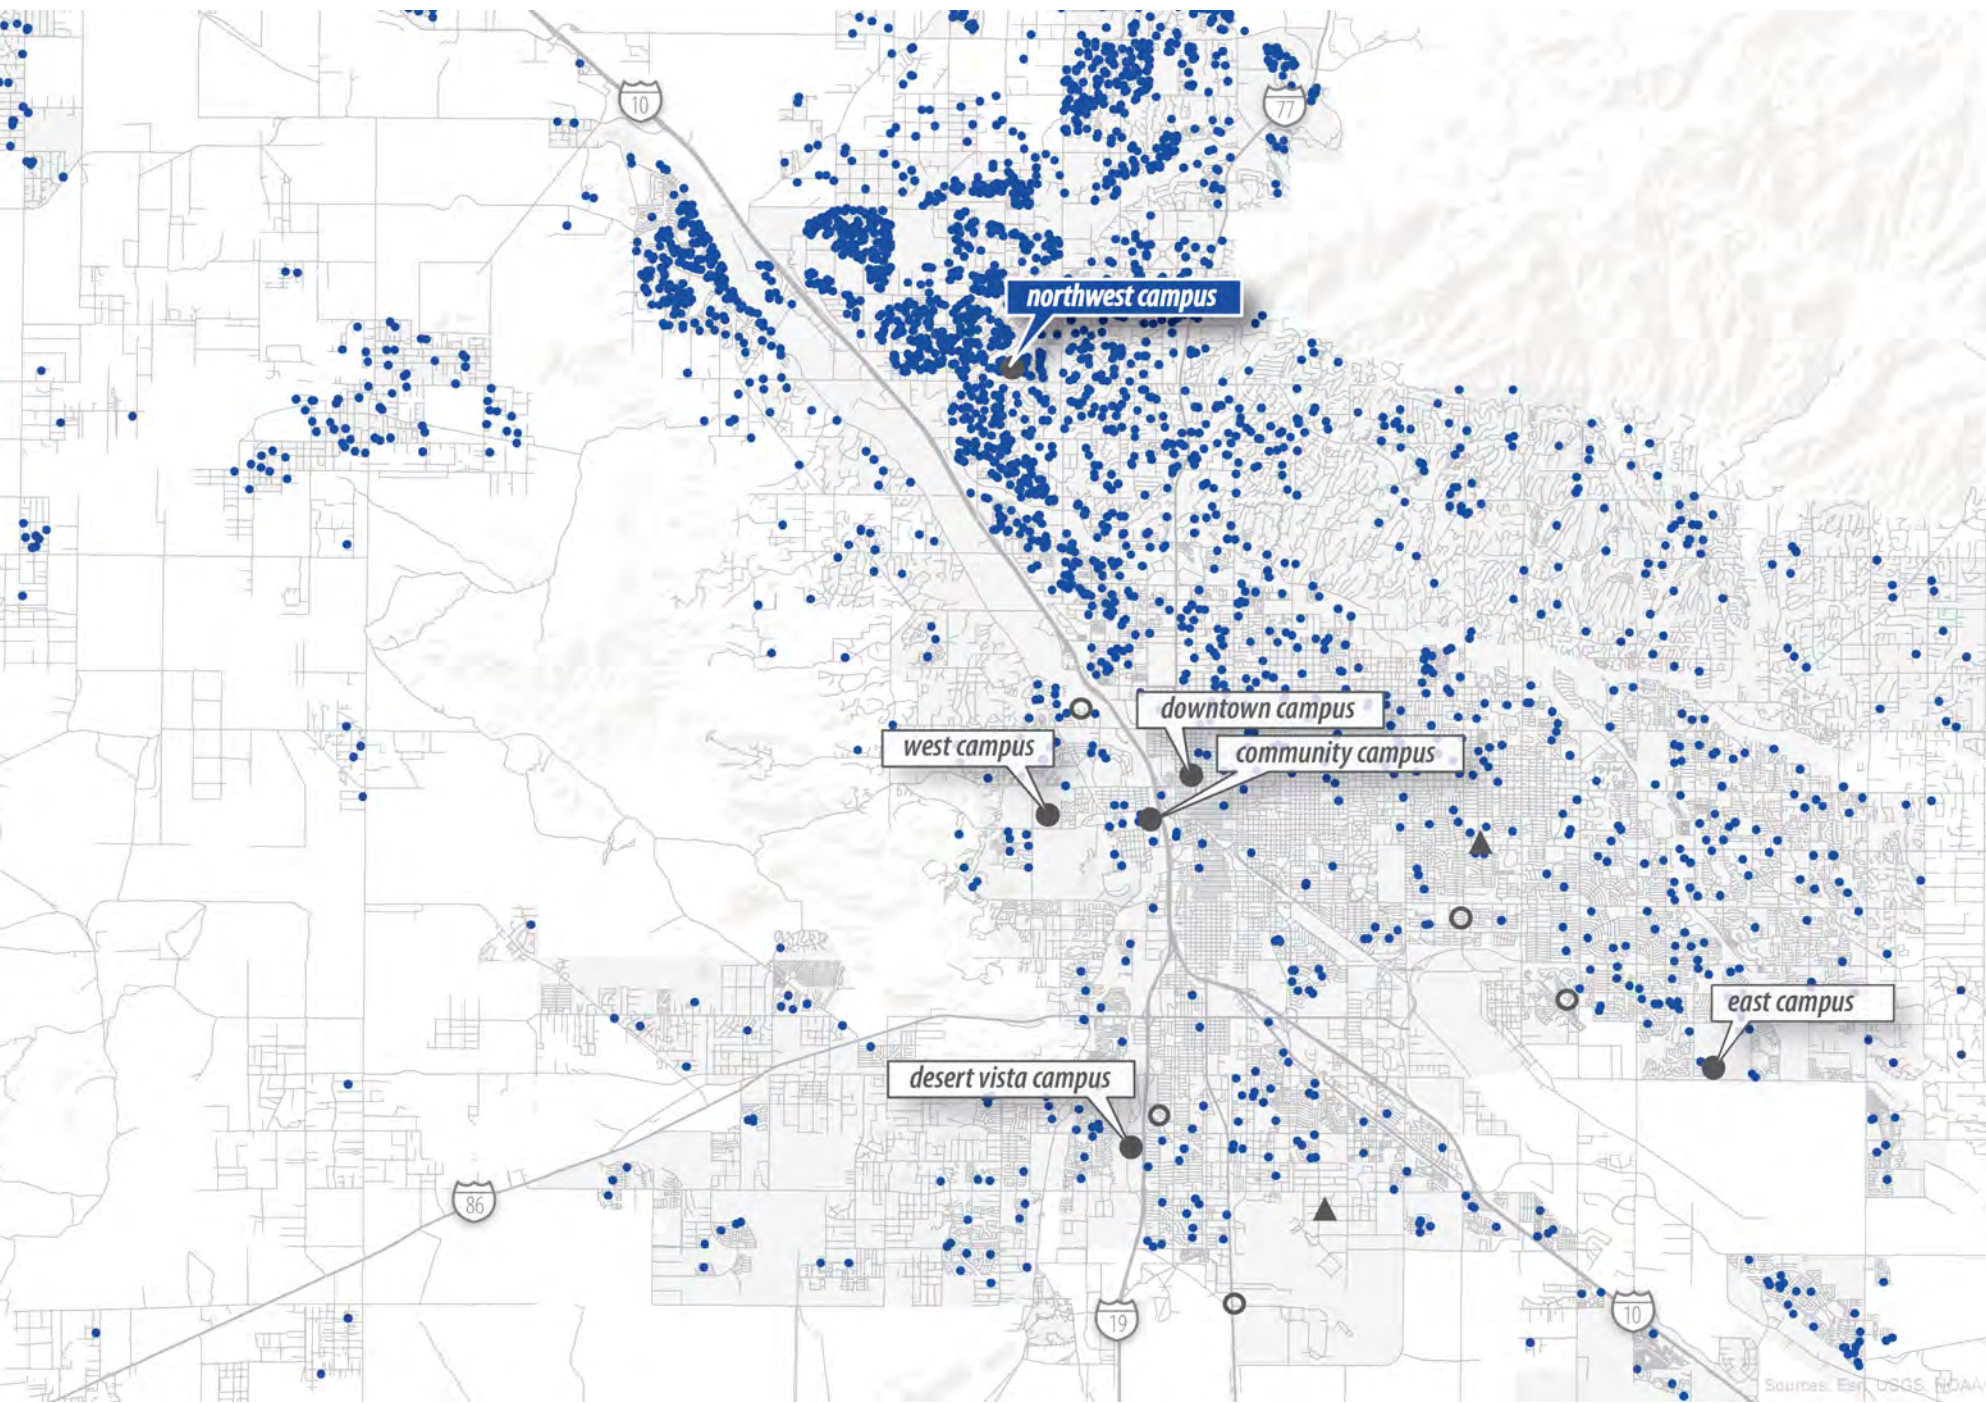 10
77
northwest campus
downtown campus
west campus
community campus
east campus
desert vista campus
86
19
10
Sources: Esri, USGS, NOAA